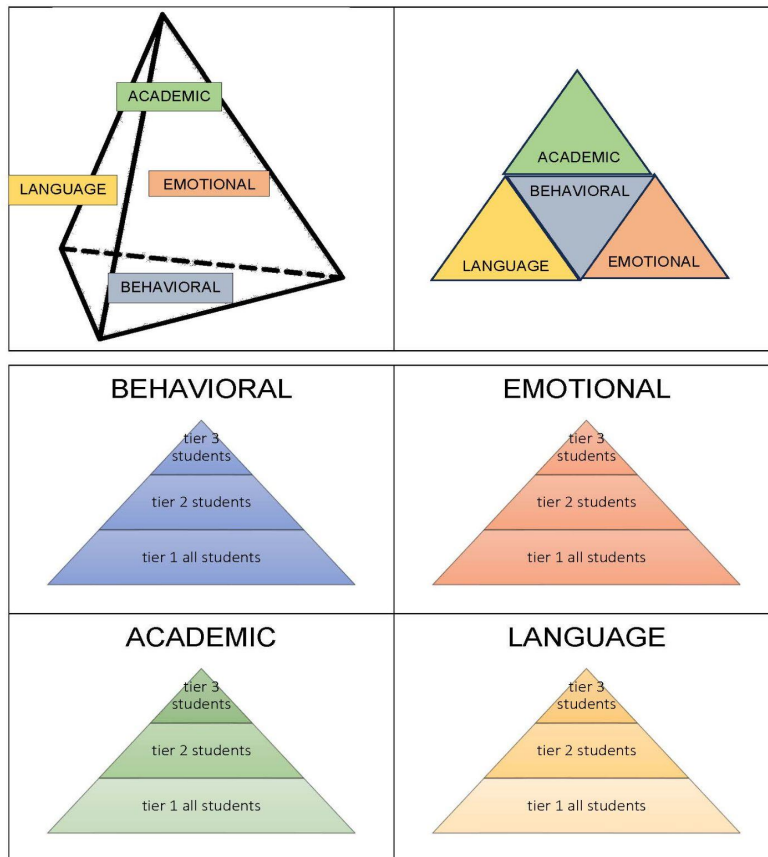 ACADEMIC
LANGUAGE
EMOTIONAL
BEHAVIORAL
ACADEMIC
BEHAVIORAL
LANGUAGE
EMOTIONAL
BEHAVIORAL
tier 3
students
tier 2 students
tier 1 all students
EMOTIONAL
tier 3
students
tier 2 students
tier 1 all students
ACADEMIC
tier 3
students
tier 2 students
tier 1 all students
LANGUAGE
tier 3
students
tier 2 students
tier 1 all students